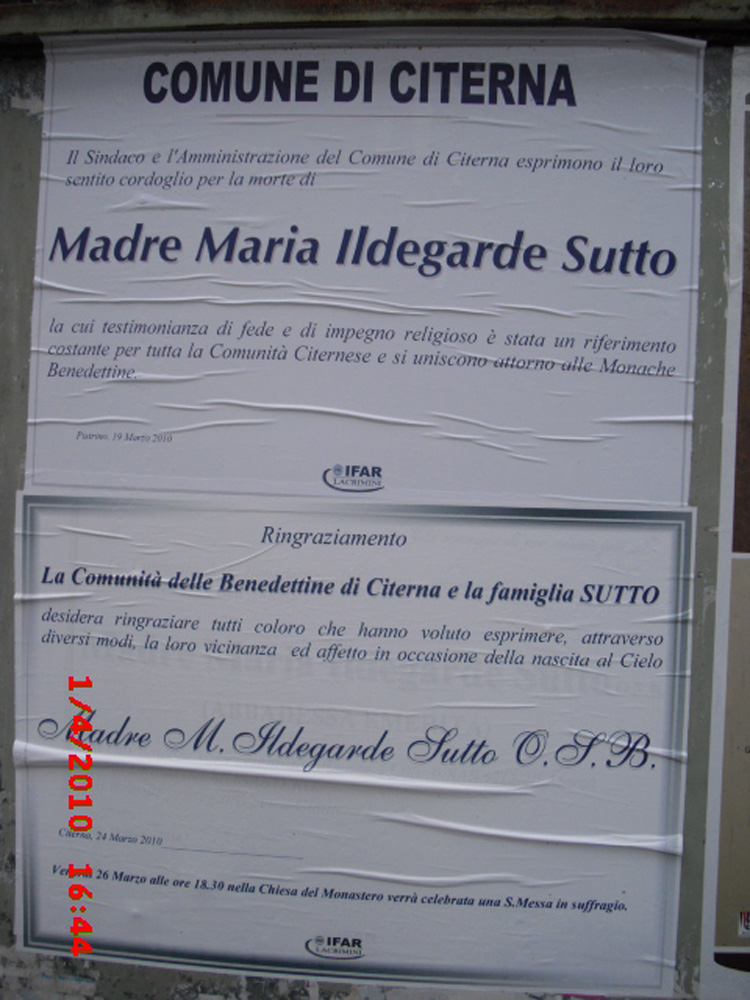 COMUNE DI CITERNA
Il Sindaco e l'Amministrazione del Comune di Citerna esprimono il loro
sentito cordoglio per la morte di
Madre Maria Ildegarde Sutto
la cui testimonianza di fede e di impegno religioso è stata un riferimento
costante per tutta la Comunità Citernese e si uniscono attorno alle Monache
Benedettine.
19 Marzo 2010
IFAR
LACRIMINI
Ringraziamento
La Comunità delle Benedettine di Citerna e la famiglia SUTTO
desidera ringraziare tutti coloro che hanno voluto esprimere, attraverso
diversi modi, la loro vicinanza ed affetto in occasione della nascita al Cielo
Madre M. Ildegarde Sutto O.S.B.
Citerna, 24 Marzo 2010
26 Marzo alle ore 18.30 nella Chiesa del Monastero verrà celebrata una S.Messa in suffragio.
IFAR
LACRIMINI
1/4/2010 16:44